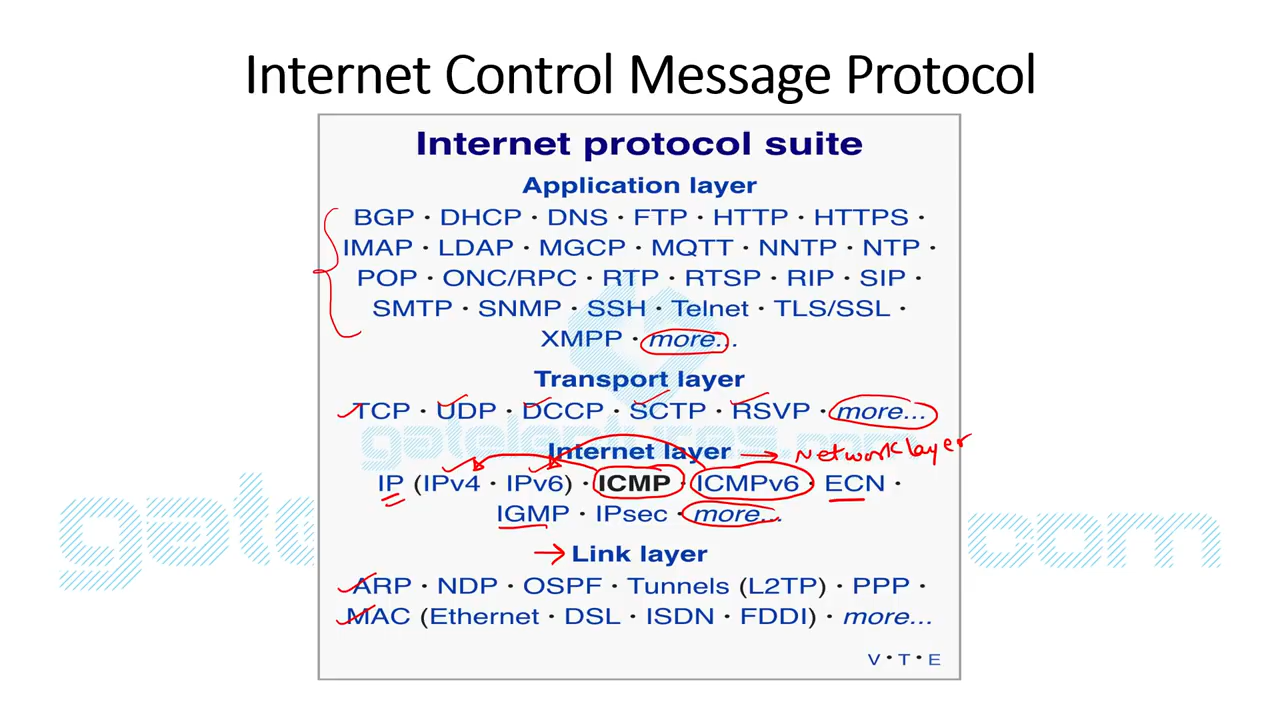 Internet Control Message Protocol
Internet protocol suite
Application layer
BGP · DHCP · DNS · FTP · HTTP · HTTPS ·
IMAP · LDAP · MGCP · MQTT · NNTP · NTP ·
POP · ONC/RPC · RTP · RTSP · RIP · SIP ·
SMTP · SNMP · SSH · Telnet · TLS/SSL ·
XMPP · more...
Transport layer
TCP · UDP · DCCP · SCTP · RSVP · more...
Internet layer → Network layer
IP (IPv4 · IPv6) · ICMP · ICMPv6 · ECN ·
IGMP · IPsec · more...
→ Link layer
ARP · NDP · OSPF · Tunnels (L2TP) · PPP ·
MAC (Ethernet · DSL · ISDN · FDDI) · more...
V · T · E
gatelectures.com